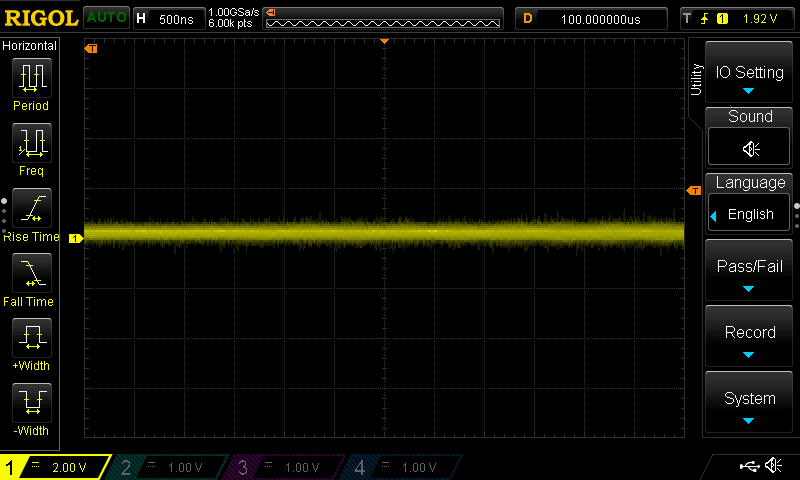 RIGOL AUTO H 500ns 1.00GSa/s 6.00k pts D 100.000000us T 1 1.92 V
Horizontal
Period
Freq
Rise Time
Fall Time
+Width
-Width
T
T
1
Utility
IO Setting
Sound
Language
English
Pass/Fail
Record
System
1 2.00 V 2 1.00 V 3 1.00 V 4 1.00 V